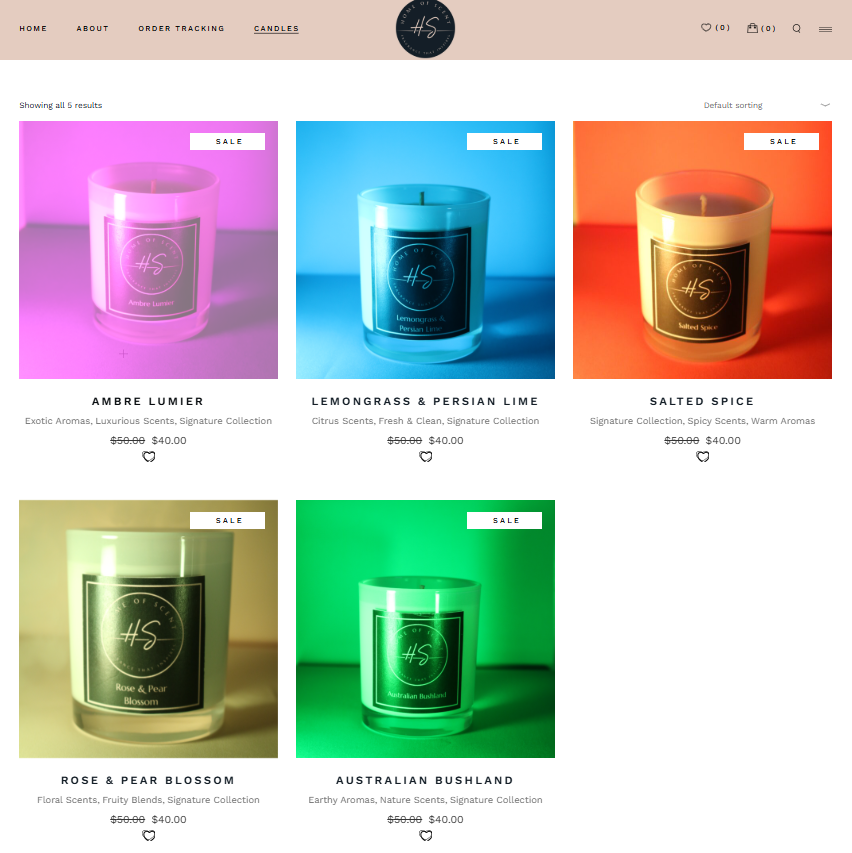 HOME ABOUT ORDER TRACKING CANDLES HOME OF SCENT HS (0) (0)
Showing all 5 results Default sorting
SALE SALE SALE
HOME OF SCENT HOME OF SCENT HOME OF SCENT
HS HS HS
Ambre Lumier Lemongrass & Salted Spice
Persian Lime
AMBRE LUMIER LEMONGRASS & PERSIAN LIME SALTED SPICE
Exotic Aromas, Luxurious Scents, Signature Collection Citrus Scents, Fresh & Clean, Signature Collection Signature Collection, Spicy Scents, Warm Aromas
$50.00 $40.00 $50.00 $40.00 $50.00 $40.00
SALE SALE
HOME OF SCENT HOME OF SCENT
HS HS
Rose & Pear Australian Bushland
Blossom
ROSE & PEAR BLOSSOM AUSTRALIAN BUSHLAND
Floral Scents, Fruity Blends, Signature Collection Earthy Aromas, Nature Scents, Signature Collection
$50.00 $40.00 $50.00 $40.00